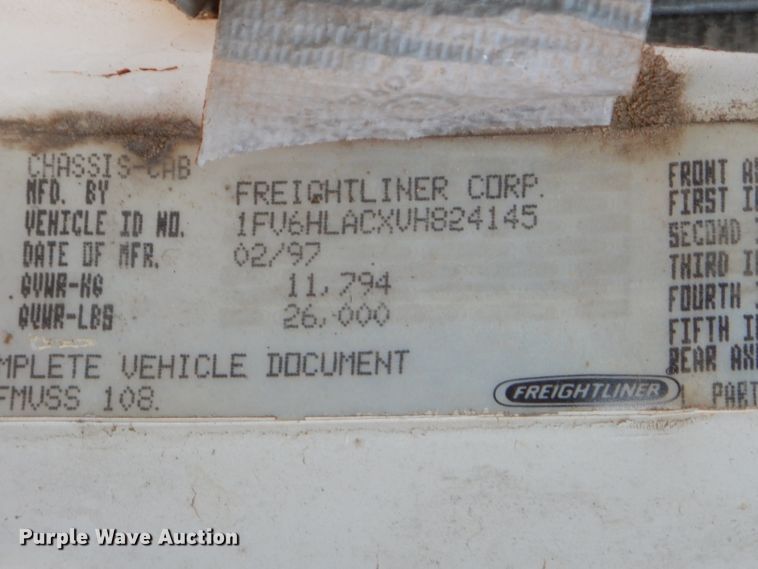 CHASSIS-CAB
MFD. BY FREIGHTLINER CORP.
VEHICLE ID NO. 1FV6HLACXVH824145
DATE OF MFR. 02/97
GVWR-KG 11,794
GVWR-LBS 26,000
MPLETE VEHICLE DOCUMENT
FMVSS 108.
FREIGHTLINER
FRONT A
FIRST I
SECOND
THIRD I
FOURTH
FIFTH I
REAR AX
PART
Purple Wave Auction